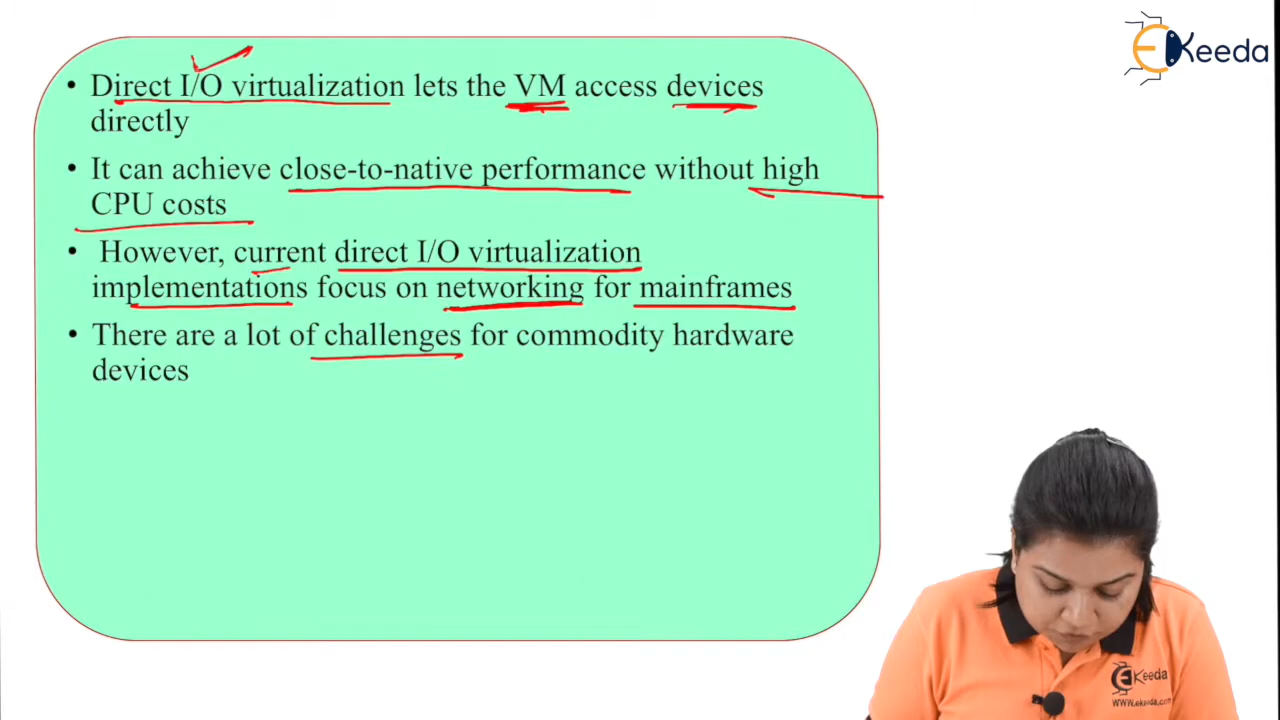 Keeda
• Direct I/O virtualization lets the VM access devices
directly
• It can achieve close-to-native performance without high
CPU costs
• However, current direct I/O virtualization
implementations focus on networking for mainframes
• There are a lot of challenges for commodity hardware
devices
Keeda
www.ekeeda.com